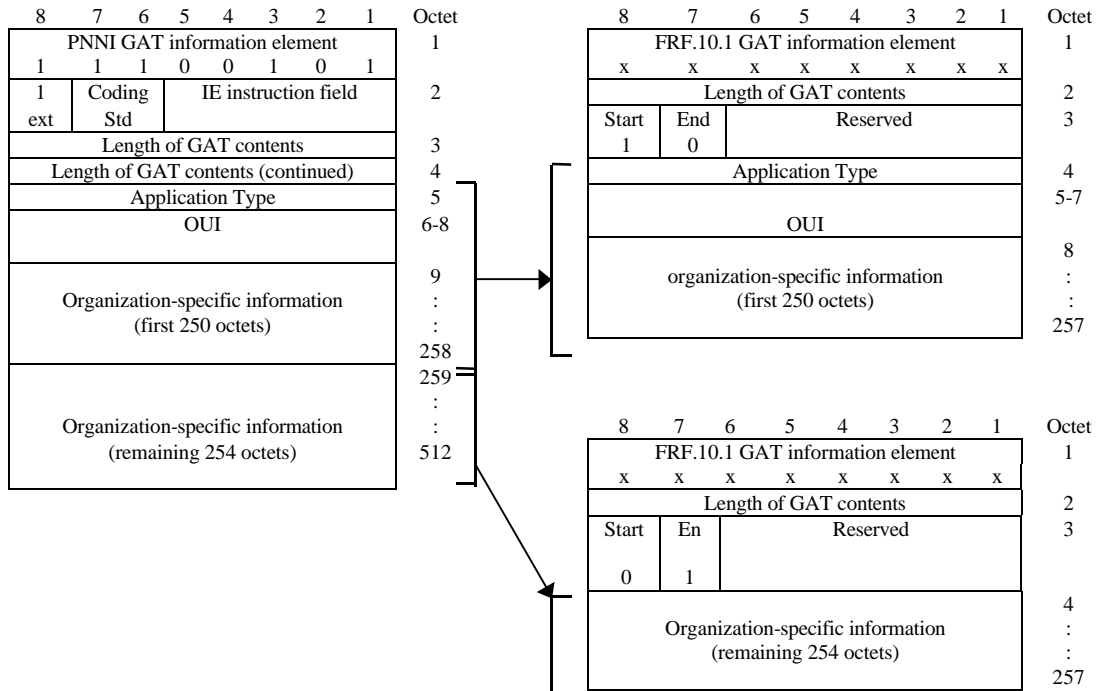 8 7 6 5 4 3 2 1 Octet
PNNI GAT information element 1
1 1 1 0 0 1 0 1
1 Coding IE instruction field 2
ext Std
Length of GAT contents 3
Length of GAT contents (continued) 4
Application Type 5
OUI 6-8
9
Organization-specific information :
(first 250 octets) :
258
259
:
Organization-specific information :
(remaining 254 octets) 512
8 7 6 5 4 3 2 1 Octet
FRF.10.1 GAT information element 1
x x x x x x x x
Length of GAT contents 2
Start End Reserved 3
1 0
Application Type 4
5-7
OUI
8
organization-specific information :
(first 250 octets) :
257
8 7 6 5 4 3 2 1 Octet
FRF.10.1 GAT information element 1
x x x x x x x x
Length of GAT contents 2
Start En Reserved 3
0 1
4
Organization-specific information :
(remaining 254 octets) :
257